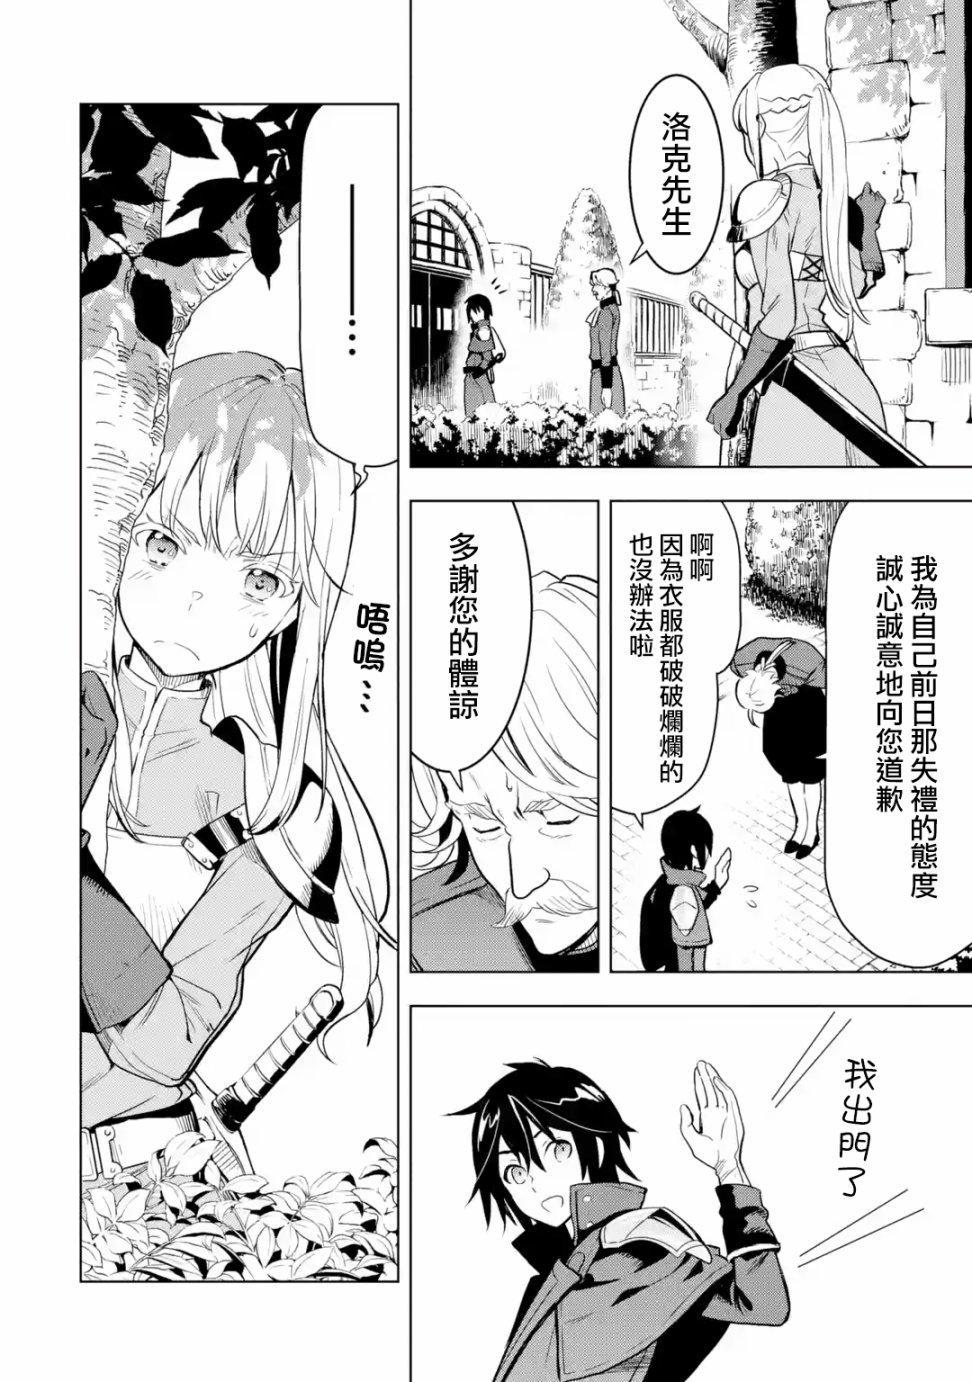 洛克先生
我為自己前日那失禮的態度
誠心誠意地向您道歉
啊啊
因為衣服都破破爛爛的
也沒辦法啦
多謝您的體諒
我出門了
——…
唔嗚…